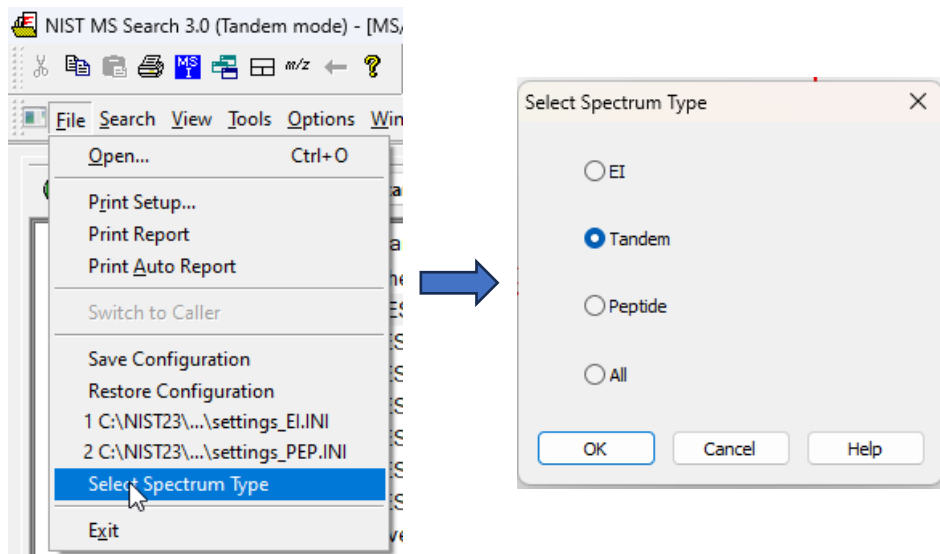 NIST MS Search 3.0 (Tandem mode) - [MS/
MS
I
m/z
?
File Search View Tools Options Win
Open... Ctrl+O
Print Setup...
Print Report
Print Auto Report
Switch to Caller
Save Configuration
Restore Configuration
1 C:\NIST23\...\settings_EI.INI
2 C:\NIST23\...\settings_PEP.INI
Select Spectrum Type
Exit
Select Spectrum Type
EI
Tandem
Peptide
All
OK Cancel Help